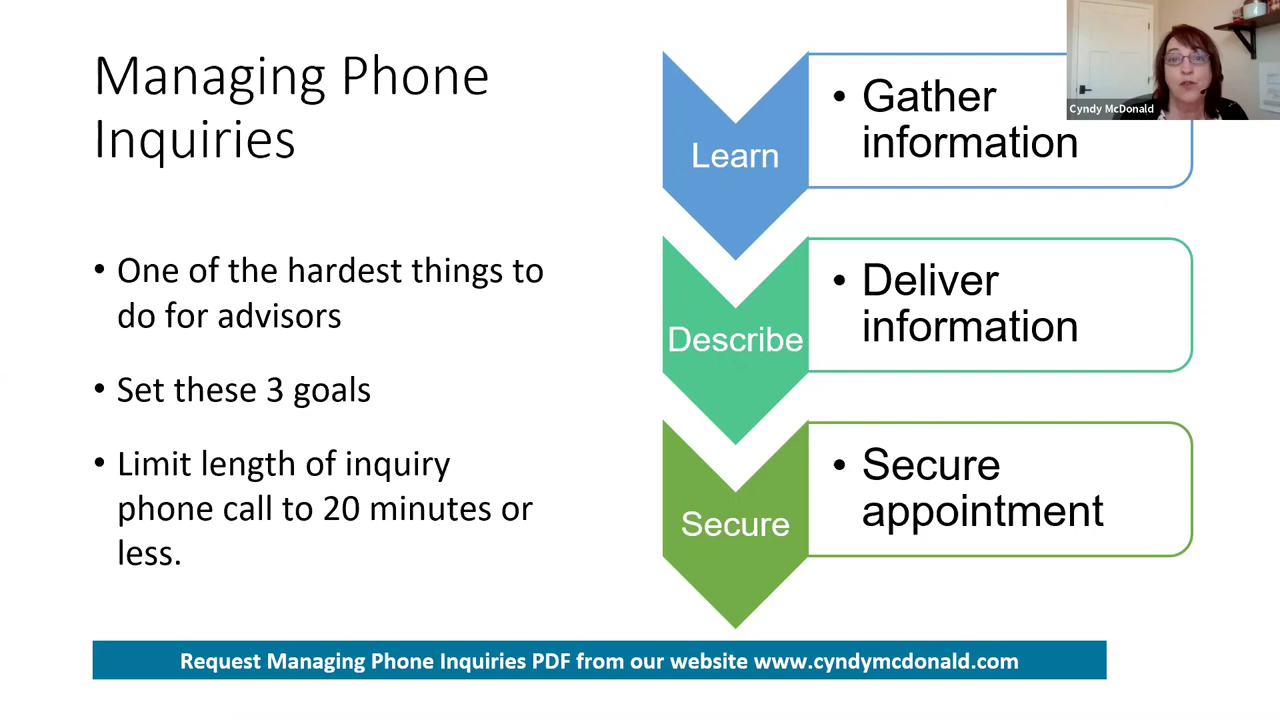 Managing Phone
Inquiries
• One of the hardest things to
do for advisors
• Set these 3 goals
• Limit length of inquiry
phone call to 20 minutes or
less.
Learn
• Gather
information
Describe
• Deliver
information
Secure
• Secure
appointment
Cyndy McDonald
Request Managing Phone Inquiries PDF from our website www.cyndymcdonald.com